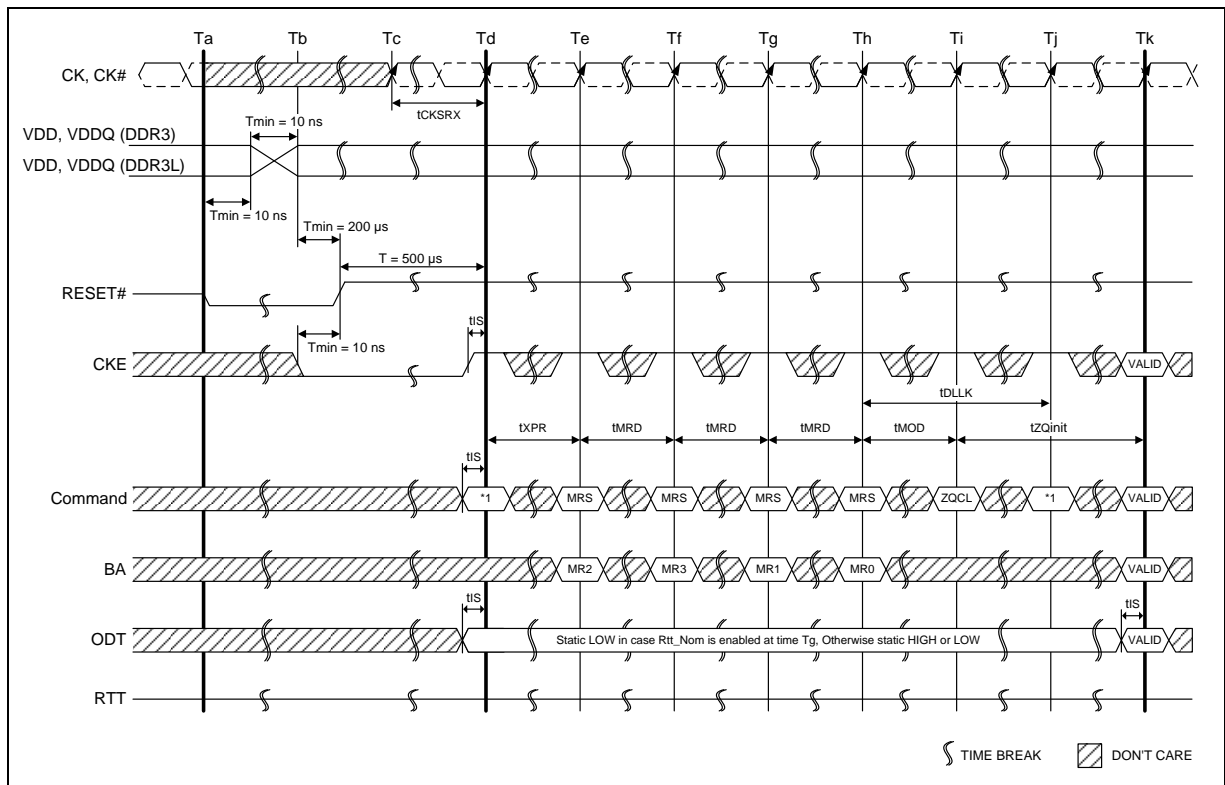 Ta Tb Tc Td Te Tf Tg Th Ti Tj Tk
CK, CK#
tCKSRX
Tmin = 10 ns
VDD, VDDQ (DDR3)
VDD, VDDQ (DDR3L)
Tmin = 10 ns
Tmin = 200 µs
T = 500 µs
RESET#
tIS
Tmin = 10 ns
CKE
VALID
tDLLK
tXPR tMRD tMRD tMRD tMOD tZQinit
tIS
Command *1 MRS MRS MRS MRS ZQCL *1 VALID
BA MR2 MR3 MR1 MR0 VALID
tIS tIS
ODT Static LOW in case Rtt_Nom is enabled at time Tg, Otherwise static HIGH or LOW VALID
RTT
TIME BREAK DON'T CARE